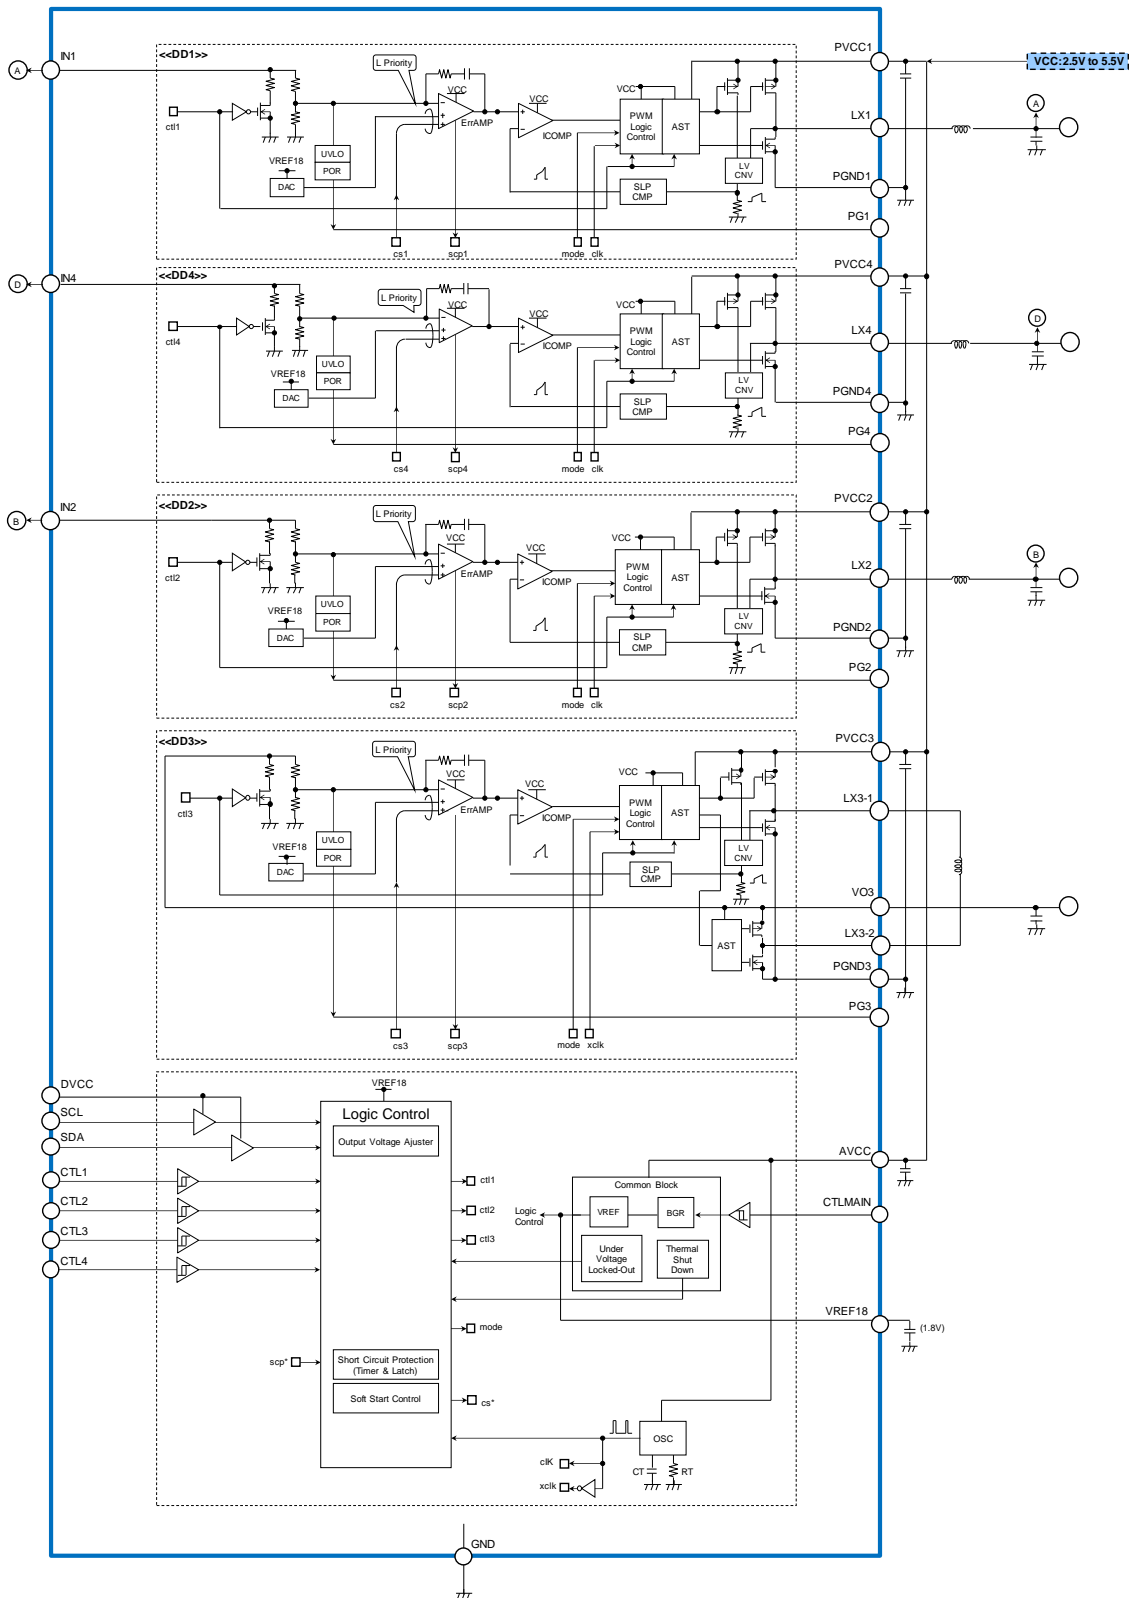 IN1
A
<<DD1>>
L Priority
VCC
ErrAMP
VCC
ICOMP
VCC
PWM
Logic
Control
AST
ctl1
UVLO
POR
VREF18
DAC
SLP
CMP
LV
CNV
cs1
scp1
mode
clk
PVCC1
VCC:2.5V to 5.5V
A
LX1
PGND1
PG1
IN4
D
<<DD4>>
L Priority
VCC
ErrAMP
VCC
ICOMP
VCC
PWM
Logic
Control
AST
ctl4
UVLO
POR
VREF18
DAC
SLP
CMP
LV
CNV
cs4
scp4
mode
clk
PVCC4
D
LX4
PGND4
PG4
IN2
B
<<DD2>>
L Priority
VCC
ErrAMP
VCC
ICOMP
VCC
PWM
Logic
Control
AST
ctl2
UVLO
POR
VREF18
DAC
SLP
CMP
LV
CNV
cs2
scp2
mode
clk
PVCC2
B
LX2
PGND2
PG2
<<DD3>>
L Priority
VCC
ErrAMP
VCC
ICOMP
VCC
PWM
Logic
Control
AST
ctl3
UVLO
POR
VREF18
DAC
SLP
CMP
LV
CNV
AST
cs3
scp3
mode
xclk
PVCC3
LX3-1
VO3
LX3-2
PGND3
PG3
DVCC
SCL
SDA
CTL1
CTL2
CTL3
CTL4
VREF18
Logic Control
Output Voltage Ajuster
ctl1
ctl2
ctl3
mode
scp*
Short Circuit Protection
(Timer & Latch)
Soft Start Control
cs*
Common Block
Logic
Control
VREF
BGR
Under
Voltage
Locked-Out
Thermal
Shut
Down
AVCC
CTLMAIN
VREF18
(1.8V)
OSC
CT
RT
clK
xclk
GND